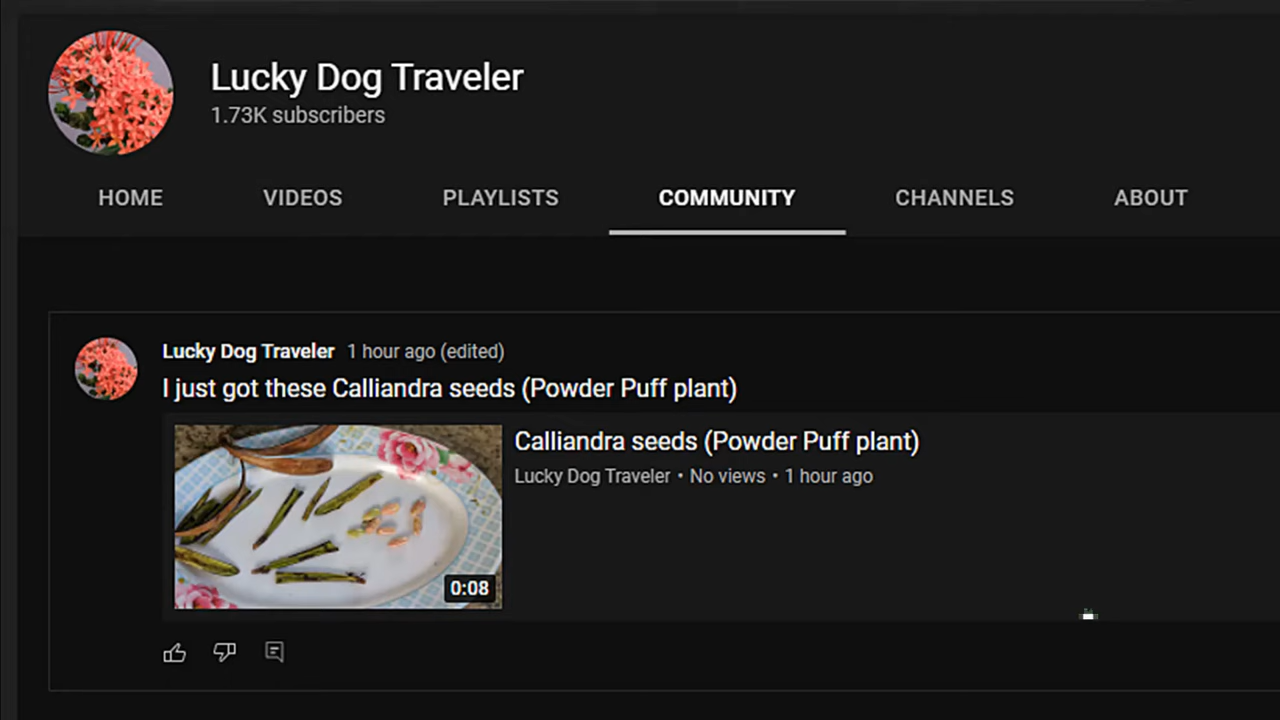 Lucky Dog Traveler
1.73K subscribers
HOME VIDEOS PLAYLISTS COMMUNITY CHANNELS ABOUT
Lucky Dog Traveler 1 hour ago (edited)
I just got these Calliandra seeds (Powder Puff plant)
Calliandra seeds (Powder Puff plant)
Lucky Dog Traveler • No views • 1 hour ago
0:08